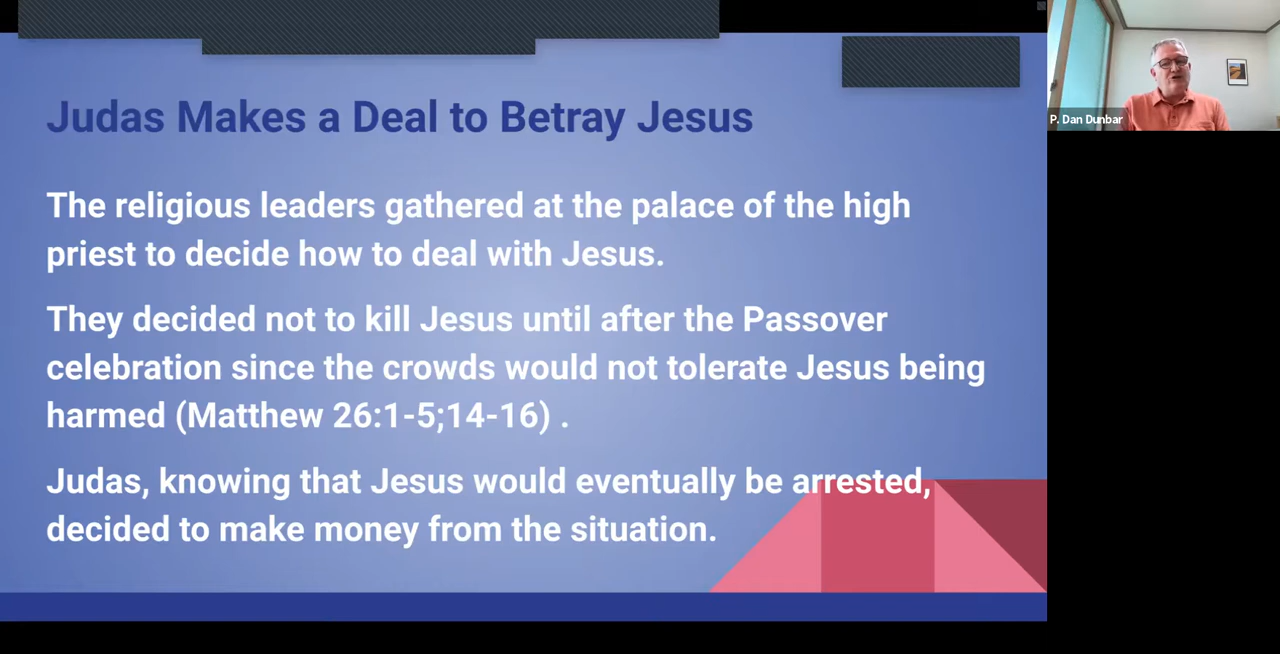 Judas Makes a Deal to Betray Jesus
The religious leaders gathered at the palace of the high
priest to decide how to deal with Jesus.
They decided not to kill Jesus until after the Passover
celebration since the crowds would not tolerate Jesus being
harmed (Matthew 26:1-5;14-16) .
Judas, knowing that Jesus would eventually be arrested,
decided to make money from the situation.
P. Dan Dunbar